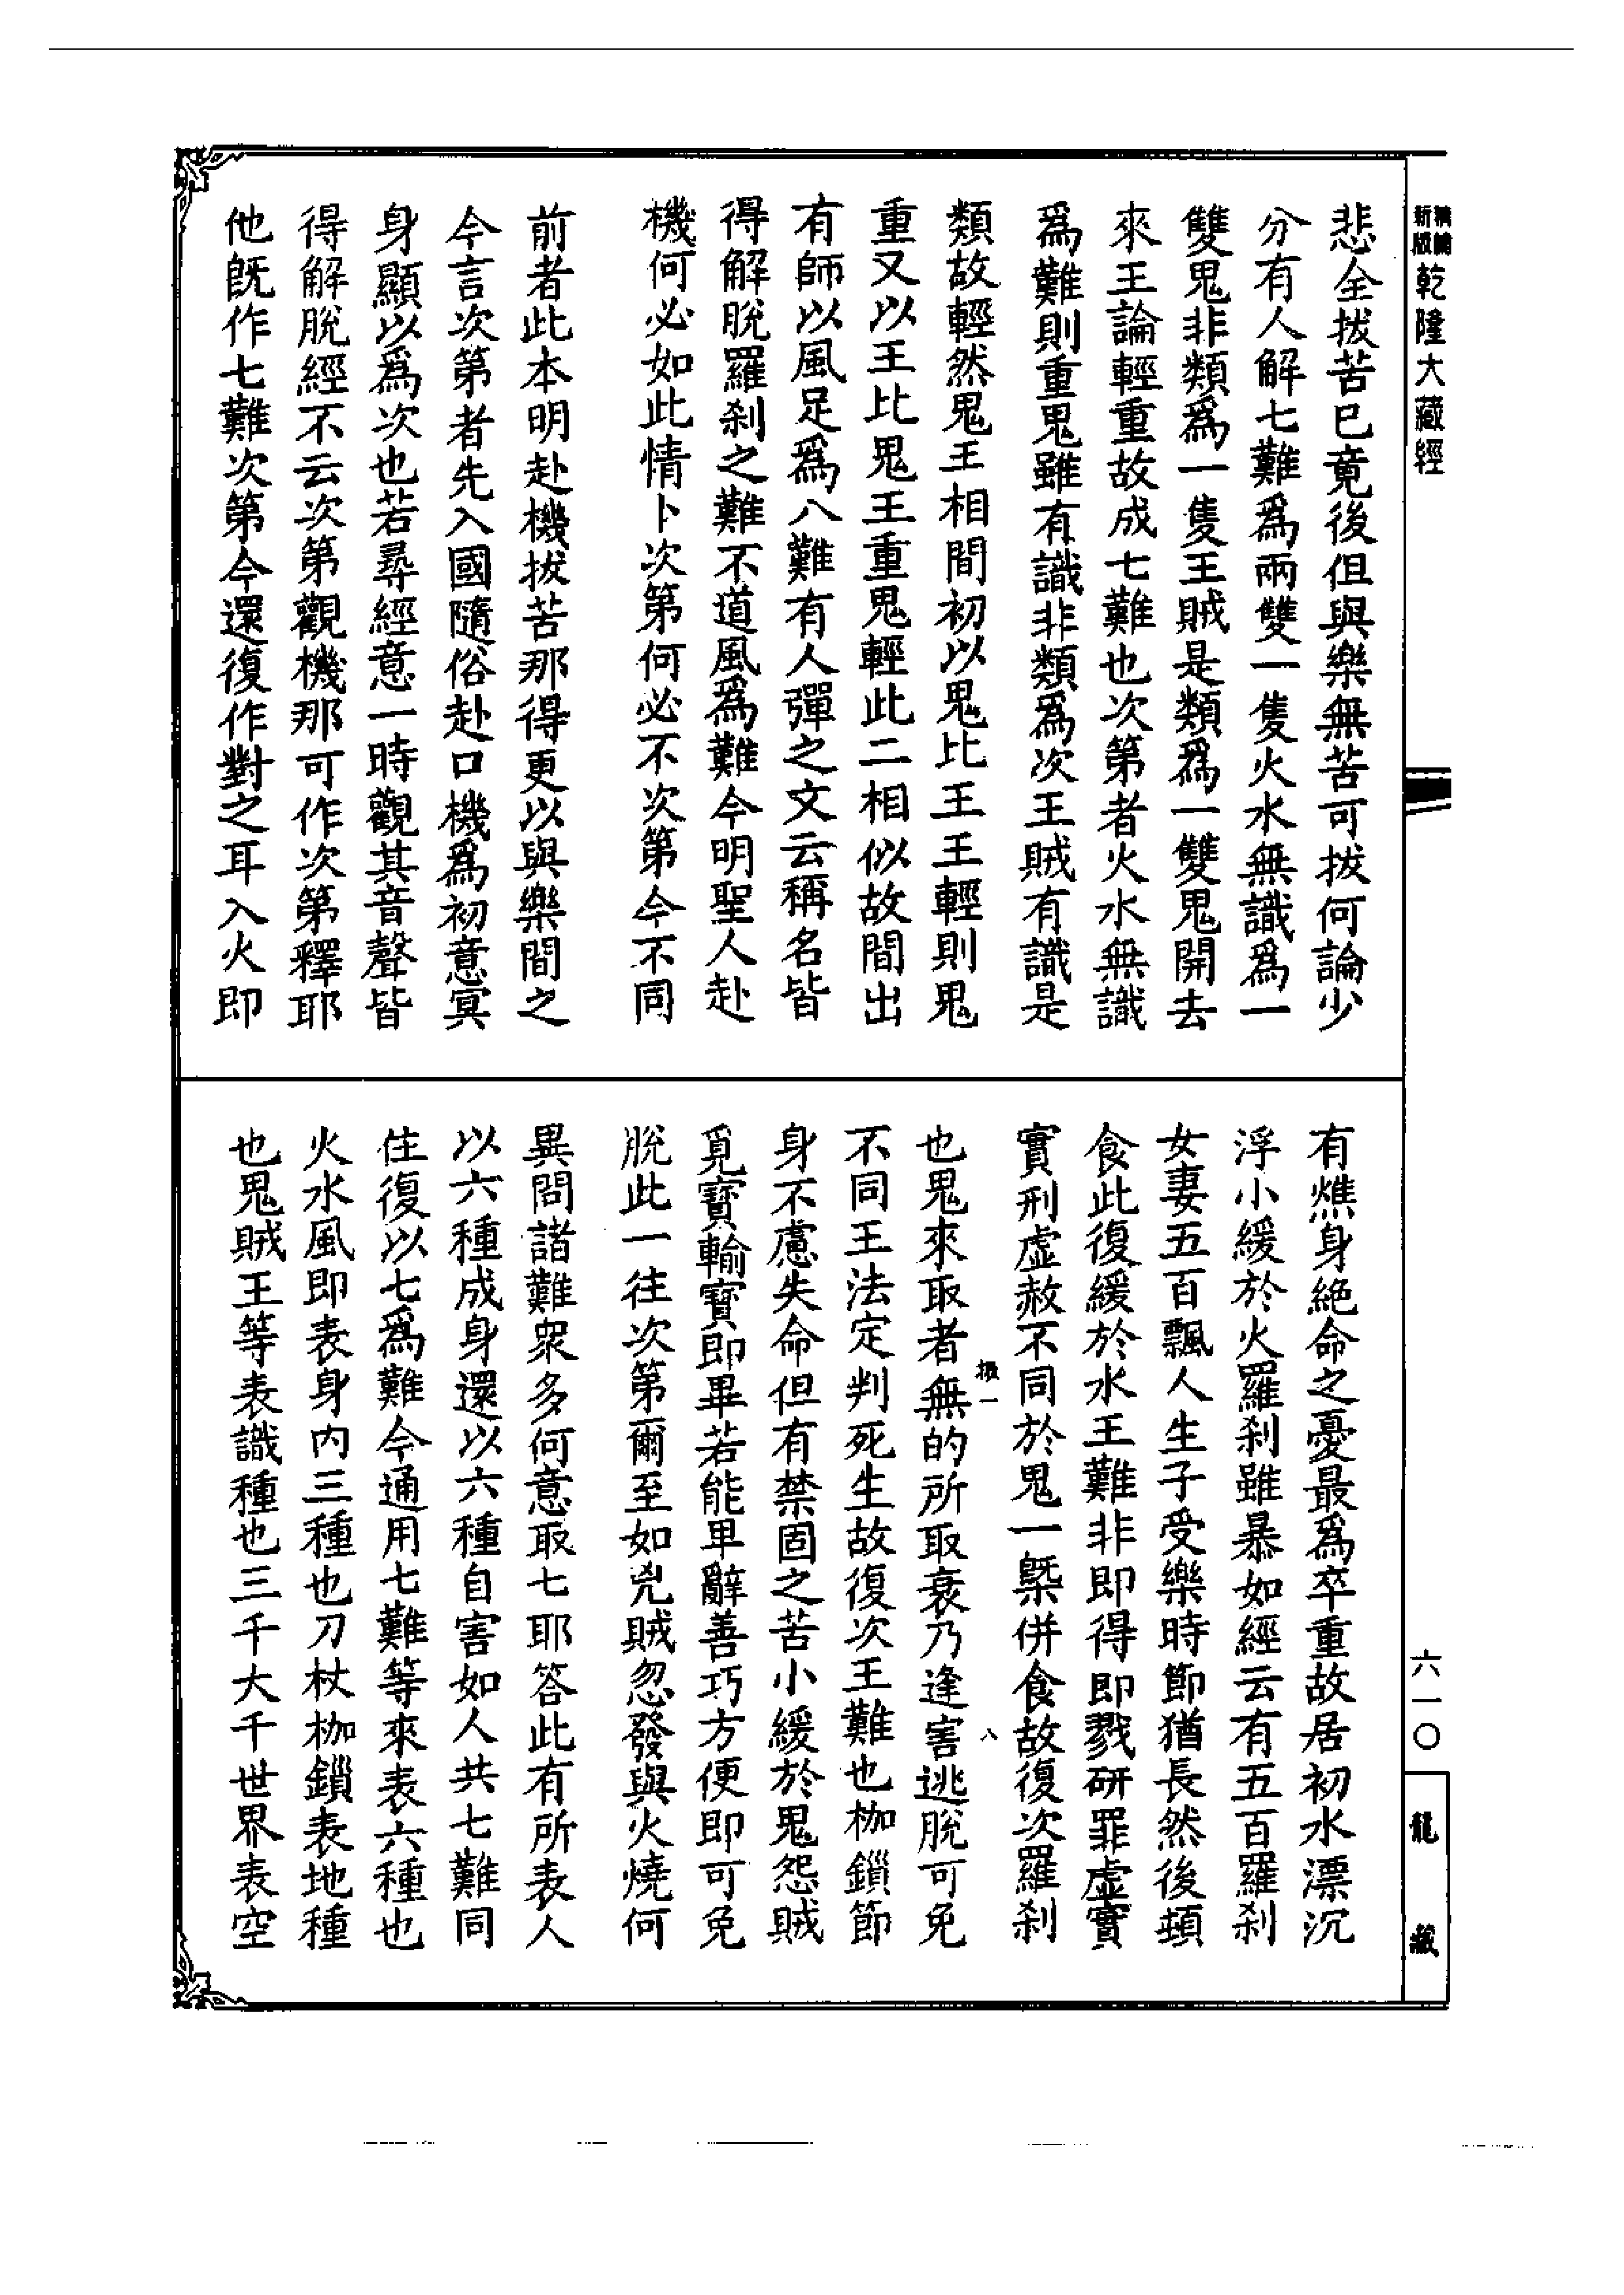 精輯
新版
乾隆大藏經
悲全拔苦已竟後但與樂無苦可拔何論少
分有人解七難爲兩雙一隻火水無識爲一
雙鬼非類爲一隻王賊是類爲一雙鬼開去
來王論輕重故成七難也次第者火水無識
爲難則重鬼雖有識非類爲次王賊有識是
類故輕然鬼王相間初以鬼比王王輕則鬼
重又以王比鬼王重鬼輕此二相似故間出
有師以風足爲八難有人彈之文云稱名皆
得解脫羅刹之難不道風爲難今明聖人赴
機何必如此情卜次第何必不次第今不同
前者此本明赴機拔苦那得更以與樂間之
今言次第者先入國隨俗赴口機爲初意冥
身顯以爲次也若尋經意一時觀其音聲皆
得解脫經不云次第觀機那可作次第釋耶
他旣作七難次第今還復作對之耳入火即
有燋身絕命之憂最爲卒重故居初水漂沉
浮小緩於火羅刹雖暴如經云有五百羅刹
女妻五百飄人生子受樂時節猶長然後頓
食此復緩於水王難非即得即戮研罪虛實
實刑虛赦不同於鬼一槩併食故復次羅刹
也鬼來取者無的所取衰乃逢害逃脫可免
不同王法定判死生故復次王難也枷鎖節
身不慮失命但有禁固之苦小緩於鬼怨賊
覓寶輸寶即畢若能卑辭善巧方便即可免
脫此一往次第爾至如兇賊忽發與火燒何
異問諸難衆多何意取七耶答此有所表人
以六種成身還以六種自害如人共七難同
住復以七爲難今通用七難等來表六種也
火水風即表身內三種也刀杖枷鎖表地種
也鬼賊王等表識種也三千大千世界表空
八
六一〇
龍藏